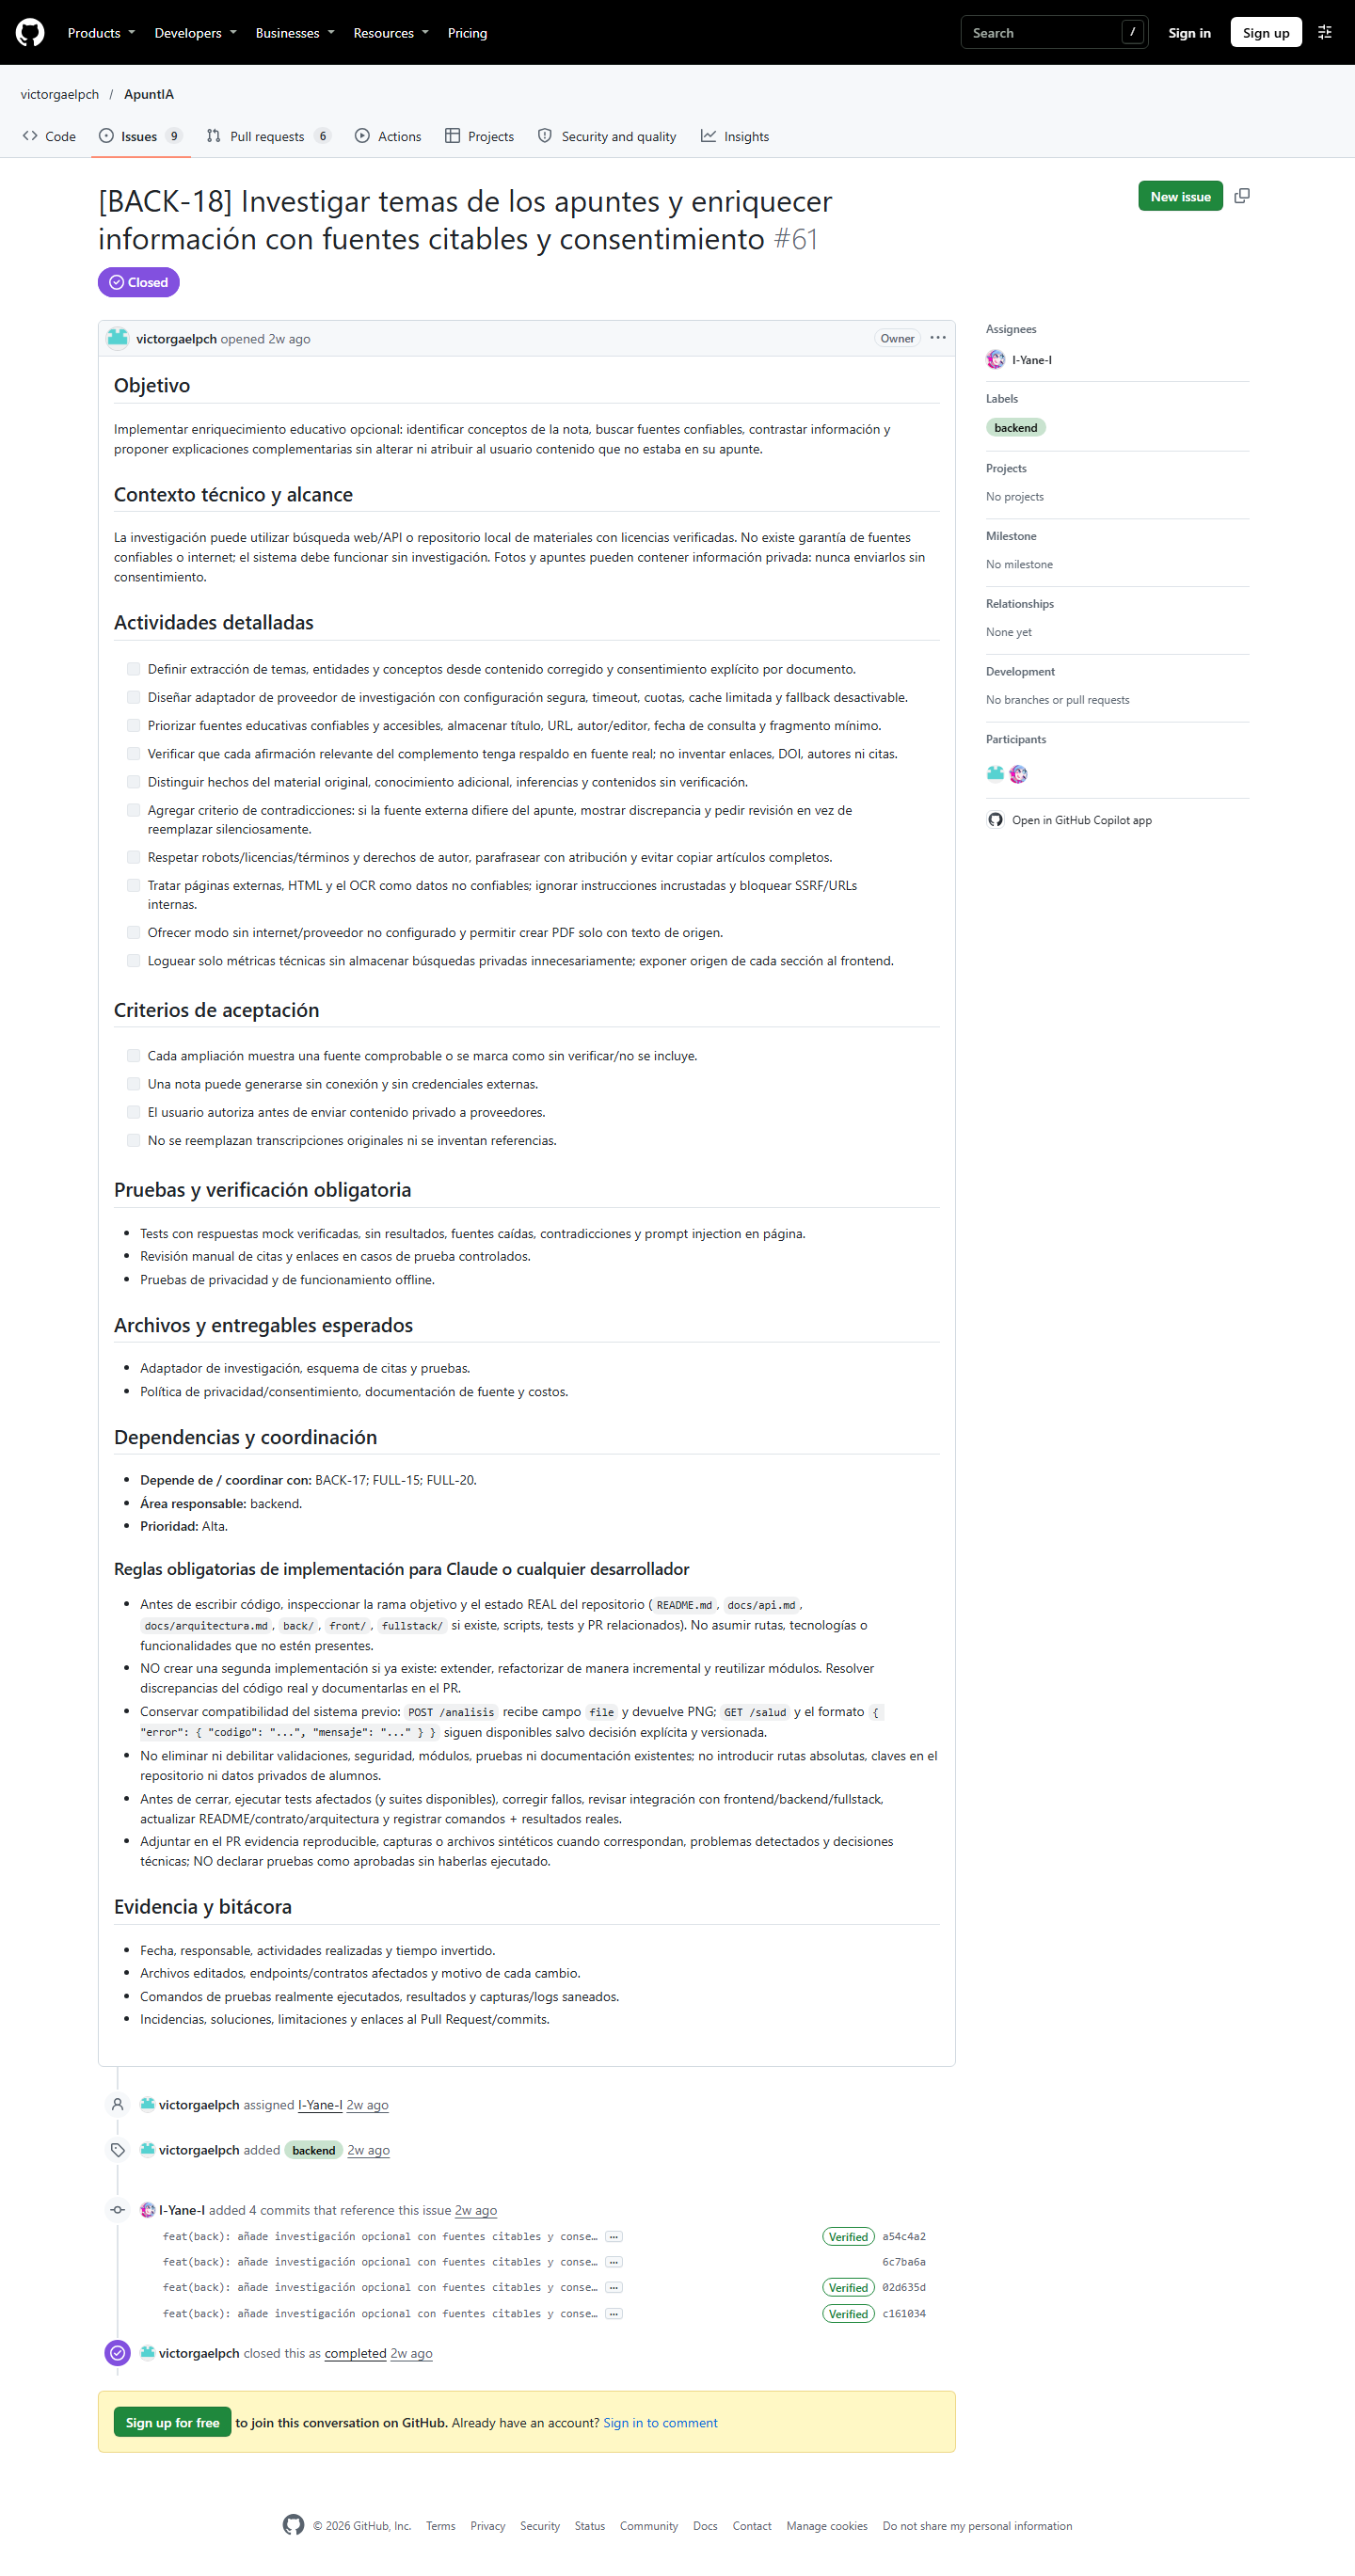 Products Developers Businesses Resources Pricing Search / Sign in Sign up
victorgaelpch / ApuntIA
Code Issues 9 Pull requests 6 Actions Projects Security and quality Insights
[BACK-18] Investigar temas de los apuntes y enriquecer
información con fuentes citables y consentimiento #61
New issue
Closed
victorgaelpch opened 2w ago Owner
Objetivo
Implementar enriquecimiento educativo opcional: identificar conceptos de la nota, buscar fuentes confiables, contrastar información y
proponer explicaciones complementarias sin alterar ni atribuir al usuario contenido que no estaba en su apunte.
Contexto técnico y alcance
La investigación puede utilizar búsqueda web/API o repositorio local de materiales con licencias verificadas. No existe garantía de fuentes
confiables o internet; el sistema debe funcionar sin investigación. Fotos y apuntes pueden contener información privada: nunca enviarlos sin
consentimiento.
Actividades detalladas
Definir extracción de temas, entidades y conceptos desde contenido corregido y consentimiento explícito por documento.
Diseñar adaptador de proveedor de investigación con configuración segura, timeout, cuotas, cache limitada y fallback desactivable.
Priorizar fuentes educativas confiables y accesibles, almacenar título, URL, autor/editor, fecha de consulta y fragmento mínimo.
Verificar que cada afirmación relevante del complemento tenga respaldo en fuente real; no inventar enlaces, DOI, autores ni citas.
Distinguir hechos del material original, conocimiento adicional, inferencias y contenidos sin verificación.
Agregar criterio de contradicciones: si la fuente externa difiere del apunte, mostrar discrepancia y pedir revisión en vez de
reemplazar silenciosamente.
Respetar robots/licencias/términos y derechos de autor, parafrasear con atribución y evitar copiar artículos completos.
Tratar páginas externas, HTML y el OCR como datos no confiables; ignorar instrucciones incrustadas y bloquear SSRF/URLs
internas.
Ofrecer modo sin internet/proveedor no configurado y permitir crear PDF solo con texto de origen.
Loguear solo métricas técnicas sin almacenar búsquedas privadas innecesariamente; exponer origen de cada sección al frontend.
Criterios de aceptación
Cada ampliación muestra una fuente comprobable o se marca como sin verificar/no se incluye.
Una nota puede generarse sin conexión y sin credenciales externas.
El usuario autoriza antes de enviar contenido privado a proveedores.
No se reemplazan transcripciones originales ni se inventan referencias.
Pruebas y verificación obligatoria
Tests con respuestas mock verificadas, sin resultados, fuentes caídas, contradicciones y prompt injection en página.
Revisión manual de citas y enlaces en casos de prueba controlados.
Pruebas de privacidad y de funcionamiento offline.
Archivos y entregables esperados
Adaptador de investigación, esquema de citas y pruebas.
Política de privacidad/consentimiento, documentación de fuente y costos.
Dependencias y coordinación
Depende de / coordinar con: BACK-17; FULL-15; FULL-20.
Área responsable: backend.
Prioridad: Alta.
Reglas obligatorias de implementación para Claude o cualquier desarrollador
Antes de escribir código, inspeccionar la rama objetivo y el estado REAL del repositorio ( README.md , docs/api.md ,
docs/arquitectura.md , back/ , front/ , fullstack/ si existe, scripts, tests y PR relacionados). No asumir rutas, tecnologías o
funcionalidades que no estén presentes.
NO crear una segunda implementación si ya existe: extender, refactorizar de manera incremental y reutilizar módulos. Resolver
discrepancias del código real y documentarlas en el PR.
Conservar compatibilidad del sistema previo: POST /analisis recibe campo file y devuelve PNG; GET /salud y el formato {
"error": { "codigo": "...", "mensaje": "..." } } siguen disponibles salvo decisión explícita y versionada.
No eliminar ni debilitar validaciones, seguridad, módulos, pruebas ni documentación existentes; no introducir rutas absolutas, claves en el
repositorio ni datos privados de alumnos.
Antes de cerrar, ejecutar tests afectados (y suites disponibles), corregir fallos, revisar integración con frontend/backend/fullstack,
actualizar README/contrato/arquitectura y registrar comandos + resultados reales.
Adjuntar en el PR evidencia reproducible, capturas o archivos sintéticos cuando correspondan, problemas detectados y decisiones
técnicas; NO declarar pruebas como aprobadas sin haberlas ejecutado.
Evidencia y bitácora
Fecha, responsable, actividades realizadas y tiempo invertido.
Archivos editados, endpoints/contratos afectados y motivo de cada cambio.
Comandos de pruebas realmente ejecutados, resultados y capturas/logs saneados.
Incidencias, soluciones, limitaciones y enlaces al Pull Request/commits.
victorgaelpch assigned I-Yane-I 2w ago
victorgaelpch added backend 2w ago
I-Yane-I added 4 commits that reference this issue 2w ago
feat(back): añade investigación opcional con fuentes citables y conse… Verified a54c4a2
feat(back): añade investigación opcional con fuentes citables y conse… 6c7ba6a
feat(back): añade investigación opcional con fuentes citables y conse… Verified 02d635d
feat(back): añade investigación opcional con fuentes citables y conse… Verified c161034
victorgaelpch closed this as completed 2w ago
Sign up for free to join this conversation on GitHub. Already have an account? Sign in to comment
Assignees
I-Yane-I
Labels
backend
Projects
No projects
Milestone
No milestone
Relationships
None yet
Development
No branches or pull requests
Participants
Open in GitHub Copilot app
© 2026 GitHub, Inc. Terms Privacy Security Status Community Docs Contact Manage cookies Do not share my personal information